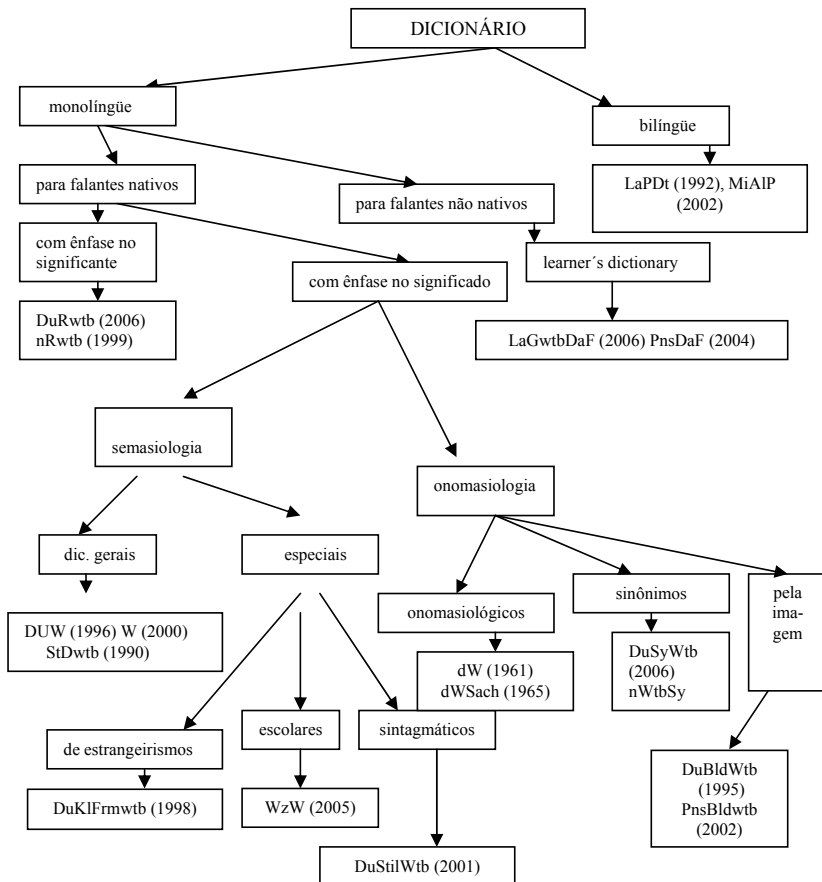 DICIONÁRIO
monolíngüe
bilíngüe
para falantes nativos
para falantes não nativos
LaPDt (1992), MiAlP
(2002)
com ênfase no
significante
com ênfase no significado
learner´s dictionary
DuRwtb (2006)
nRwtb (1999)
LaGwtbDaF (2006) PnsDaF (2004)
semasiologia
onomasiologia
dic. gerais
especiais
onomasiológicos
sinônimos
pela
ima-
gem
DUW (1996) W (2000)
StDwtb (1990)
dW (1961)
dWSach (1965)
DuSyWtb
(2006)
nWtbSy
de estrangeirismos
escolares
sintagmáticos
DuKlFrmwtb (1998)
WzW (2005)
DuBldWtb
(1995)
PnsBldwtb
(2002)
DuStilWtb (2001)